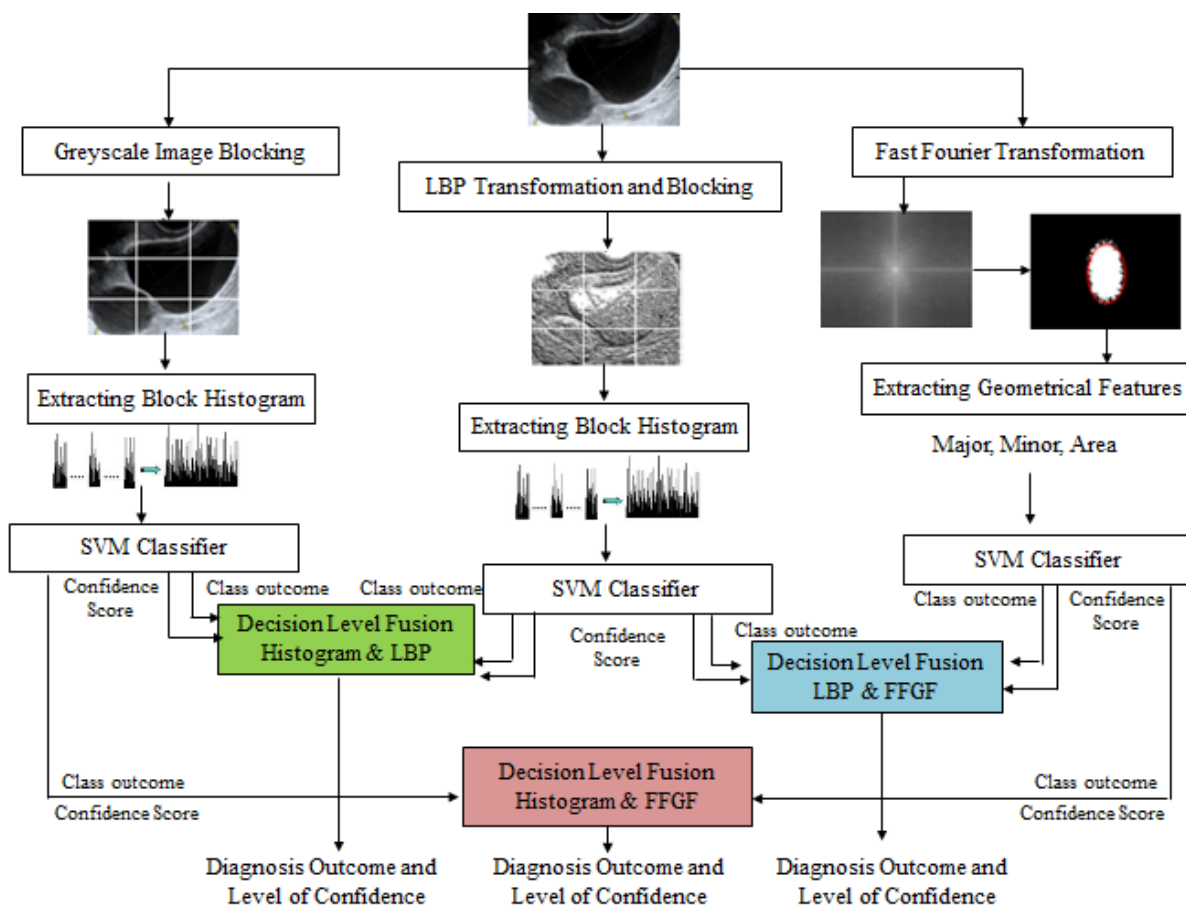 Greyscale Image Blocking
LBP Transformation and Blocking
Fast Fourier Transformation
Extracting Block Histogram
Extracting Block Histogram
Extracting Geometrical Features
Major, Minor, Area
.... ....
.... ....
SVM Classifier
SVM Classifier
SVM Classifier
Confidence
Score
Class outcome
Class outcome
Confidence
Score
Class outcome
Class outcome
Confidence
Score
Decision Level Fusion
Histogram & LBP
Decision Level Fusion
LBP & FFGF
Decision Level Fusion
Histogram & FFGF
Class outcome
Confidence Score
Class outcome
Confidence Score
Diagnosis Outcome and
Level of Confidence
Diagnosis Outcome and
Level of Confidence
Diagnosis Outcome and
Level of Confidence